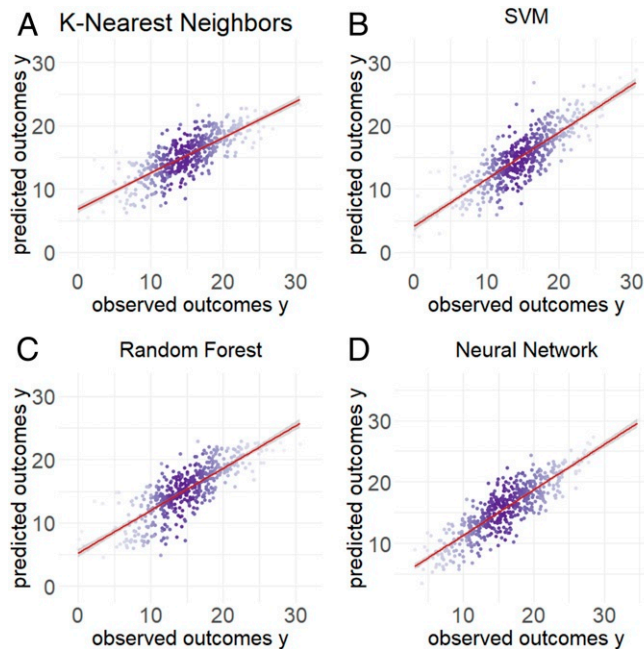 A K-Nearest Neighbors
predicted outcomes y
30
20
10
0
0 10 20 30
observed outcomes y
B SVM
predicted outcomes y
30
20
10
0
0 10 20 30
observed outcomes y
C Random Forest
predicted outcomes y
30
20
10
0
0 10 20 30
observed outcomes y
D Neural Network
predicted outcomes y
30
20
10
10 20 30
observed outcomes y